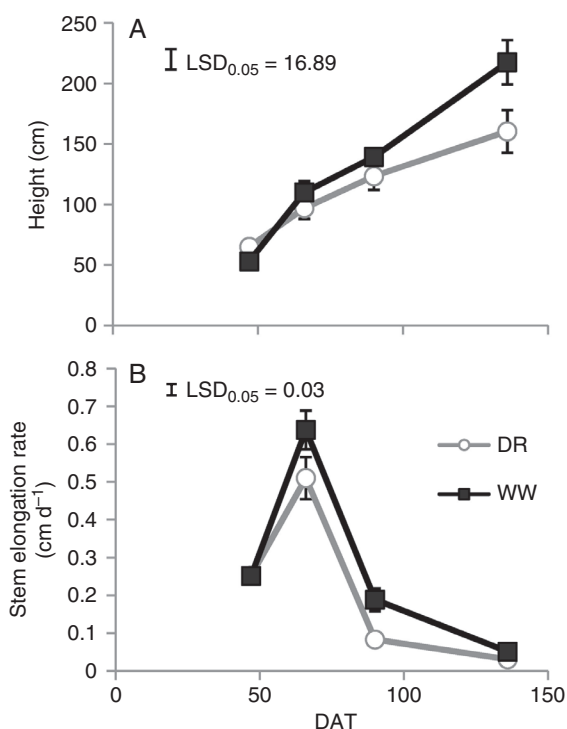 A
LSD0.05 = 16.89
250
200
150
100
50
0
Height (cm)
B
LSD0.05 = 0.03
0.8
0.7
0.6
0.5
0.4
0.3
0.2
0.1
0
Stem elongation rate
(cm d–1)
DR
WW
0 50 100 150
DAT